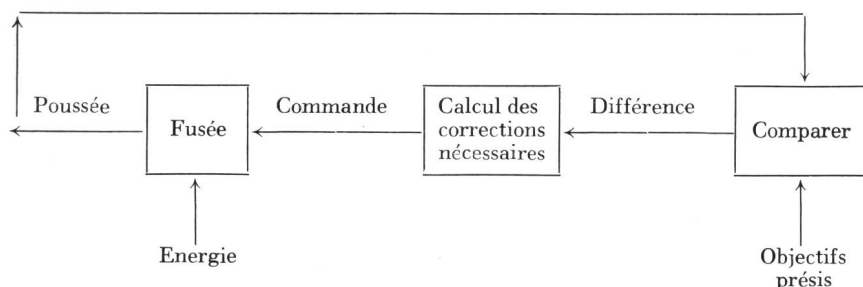 Poussée
Fusée
Commande
Calcul des
corrections
nécessaires
Différence
Comparer
Energie
Objectifs
présis